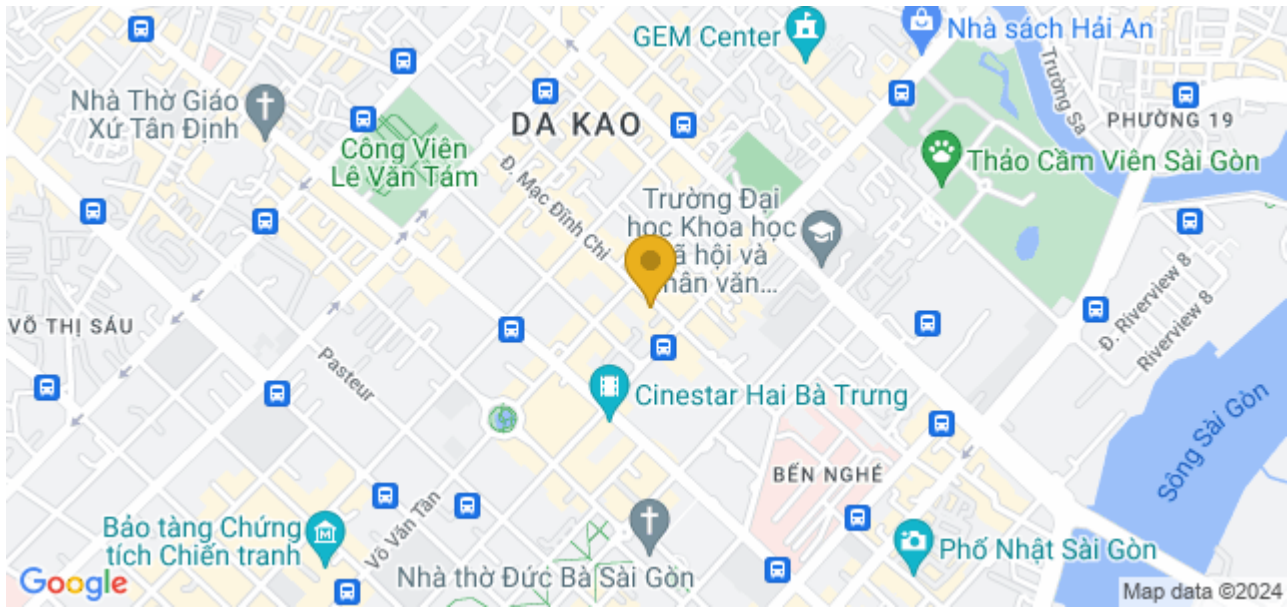 GEM Center
Nhà sách Hải An
Nhà Thờ Giáo
Xứ Tân Định
DA KAO
Trường Sa
PHƯỜNG 19
Công Viên
Lê Văn Tám
Thảo Cầm Viên Sài Gòn
Đ. Mạc Đĩnh Chi
Trường Đại
học Khoa học
ã hội và
nhân văn...
VÕ THỊ SÁU
Đ. Riverview 8
Riverview 8
Pasteur
Cinestar Hai Bà Trưng
Sông Sài Gòn
BẾN NGHÉ
Võ Văn Tần
Bảo tàng Chứng
tích Chiến tranh
Phố Nhật Sài Gòn
Nhà thờ Đức Bà Sài Gòn
Google
Map data ©2024